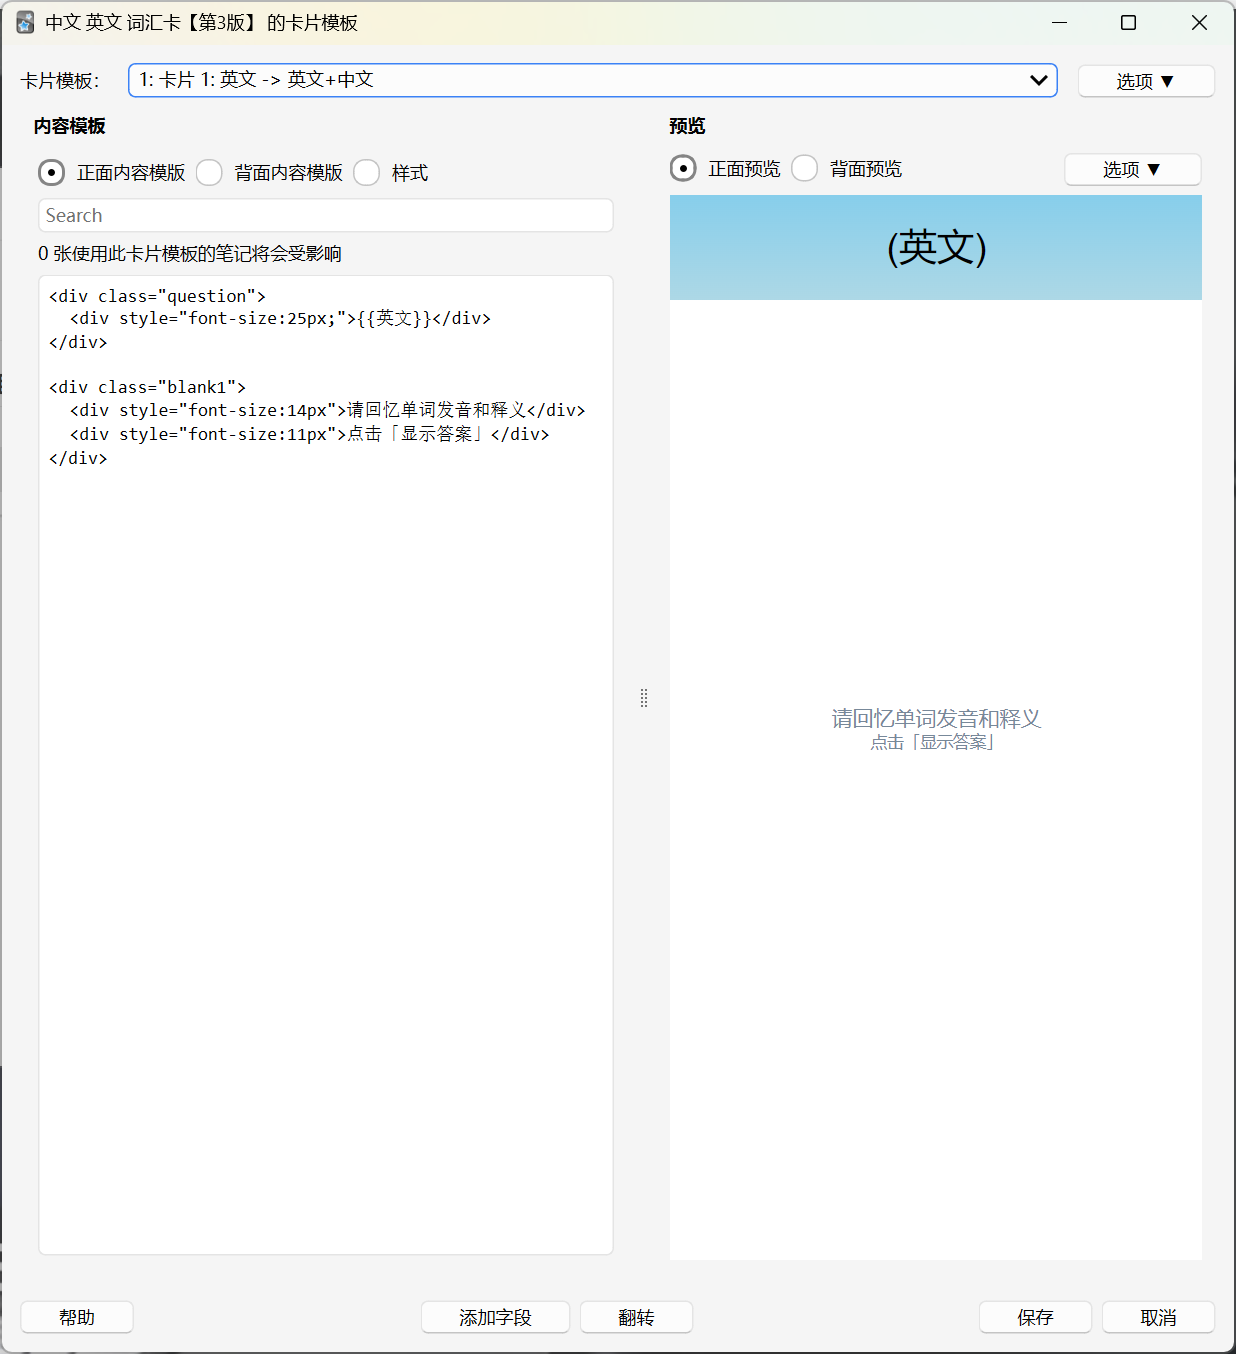 中文 英文 词汇卡【第3版】 的卡片模板
卡片模板：
1: 卡片 1: 英文 -> 英文+中文
选项 ▼
内容模板
正面内容模版
背面内容模版
样式
Search
0 张使用此卡片模板的笔记将会受影响
<div class="question">
  <div style="font-size:25px;">{{英文}}</div>
</div>

<div class="blank1">
  <div style="font-size:14px">请回忆单词发音和释义</div>
  <div style="font-size:11px">点击「显示答案」</div>
</div>
预览
正面预览
背面预览
选项 ▼
(英文)
请回忆单词发音和释义
点击「显示答案」
帮助
添加字段
翻转
保存
取消